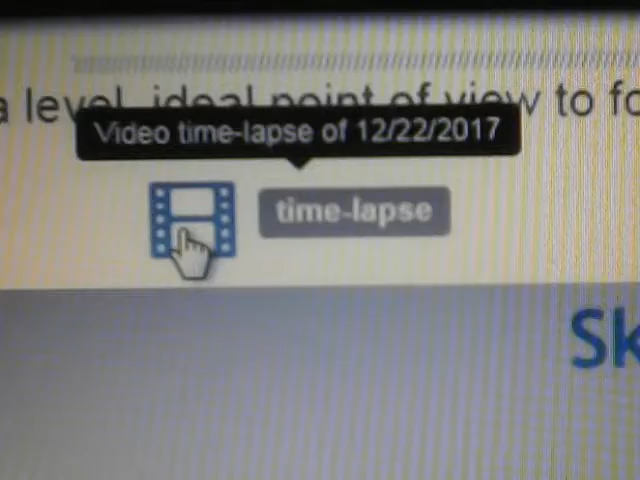 a level, ideal point of view to fo
Video time-lapse of 12/22/2017
time-lapse
Sk